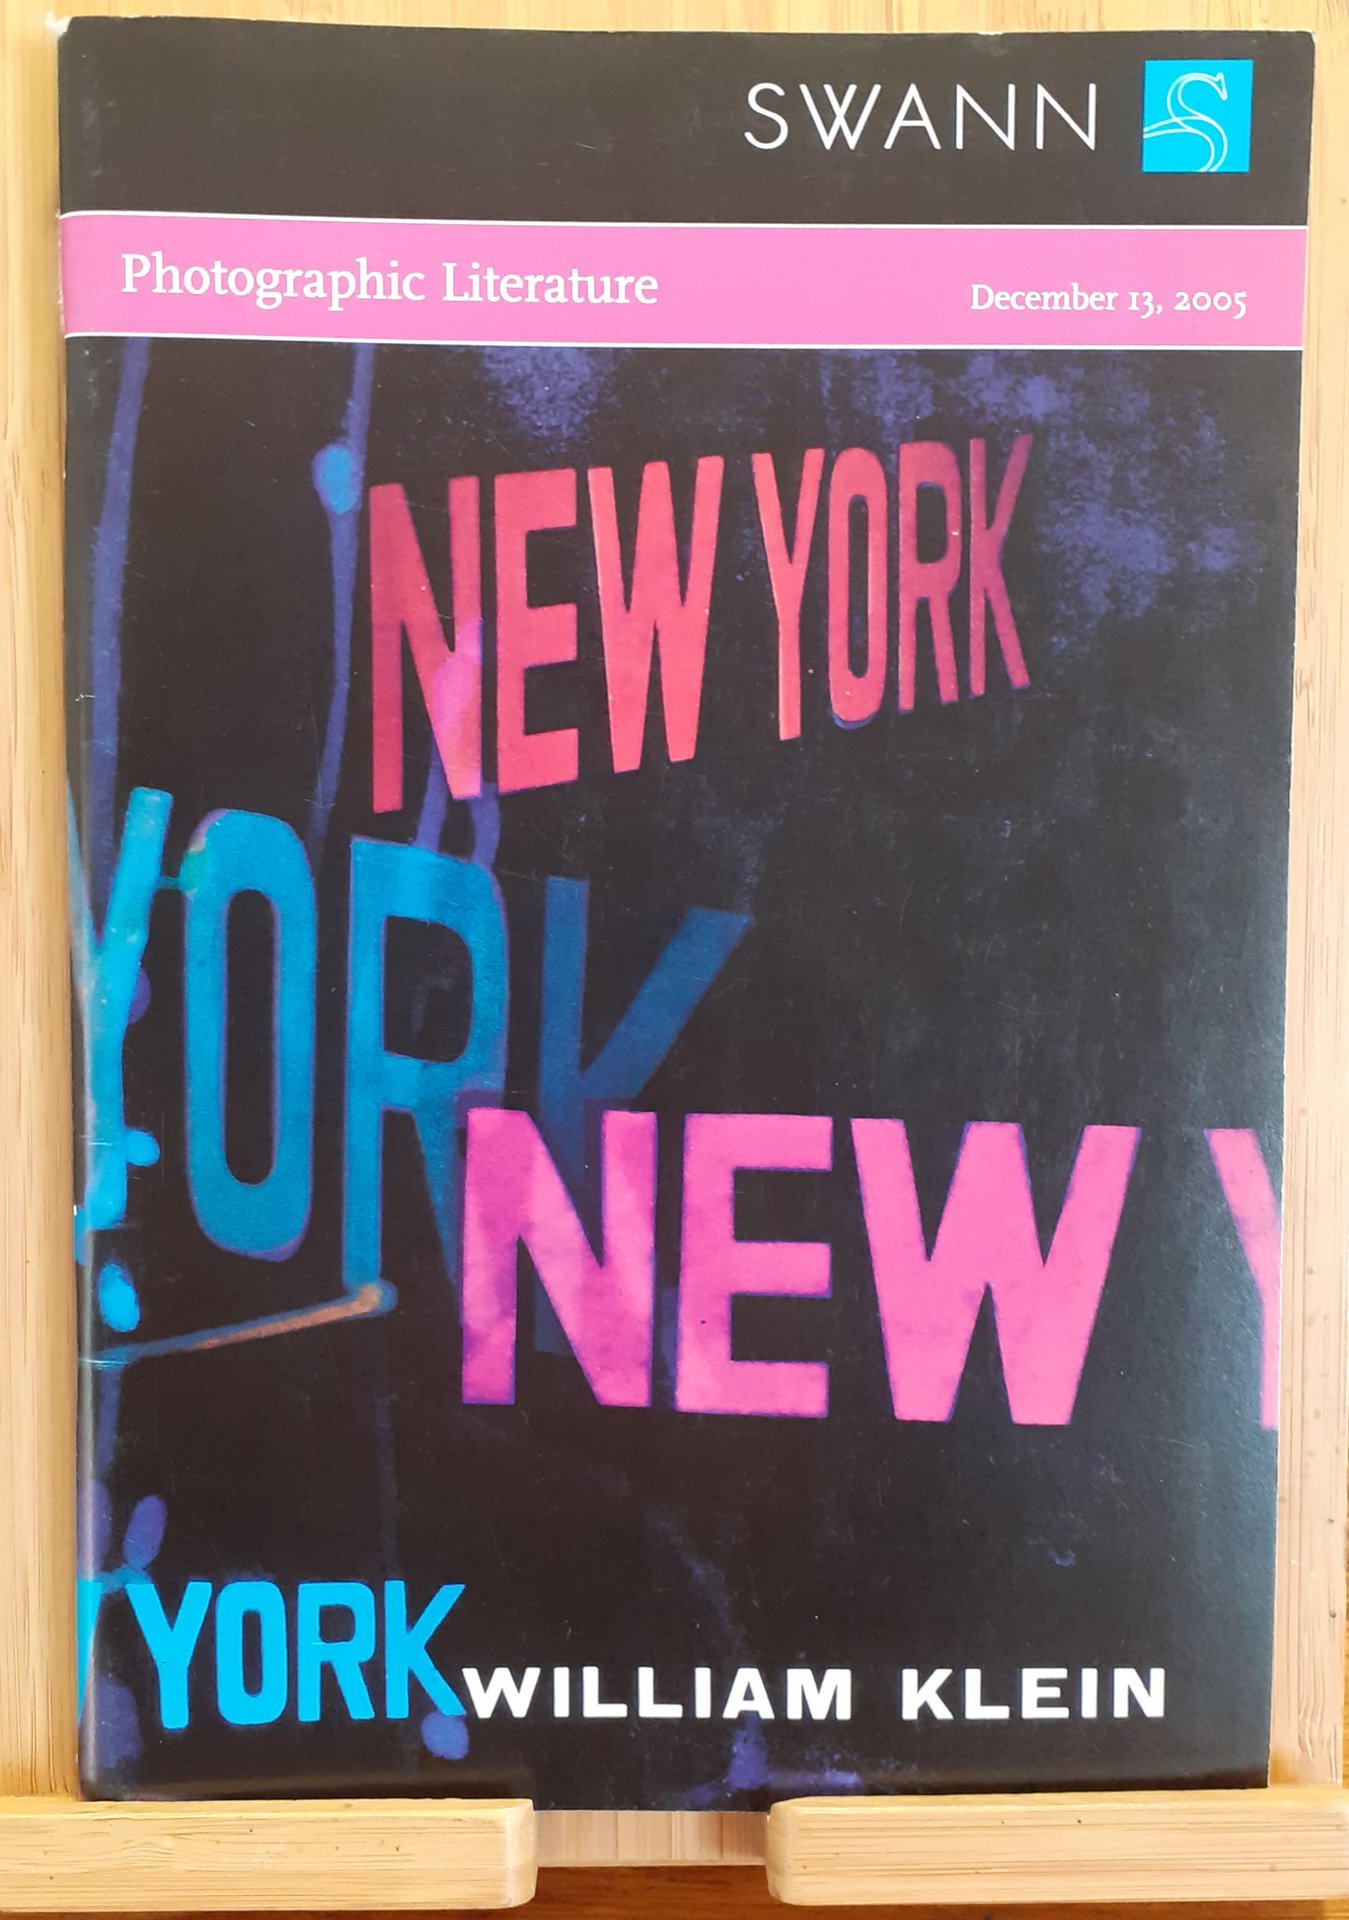 SWANN
Photographic Literature
December 13, 2005
NEW YORK
YORK
NEW Y
YORK
WILLIAM KLEIN